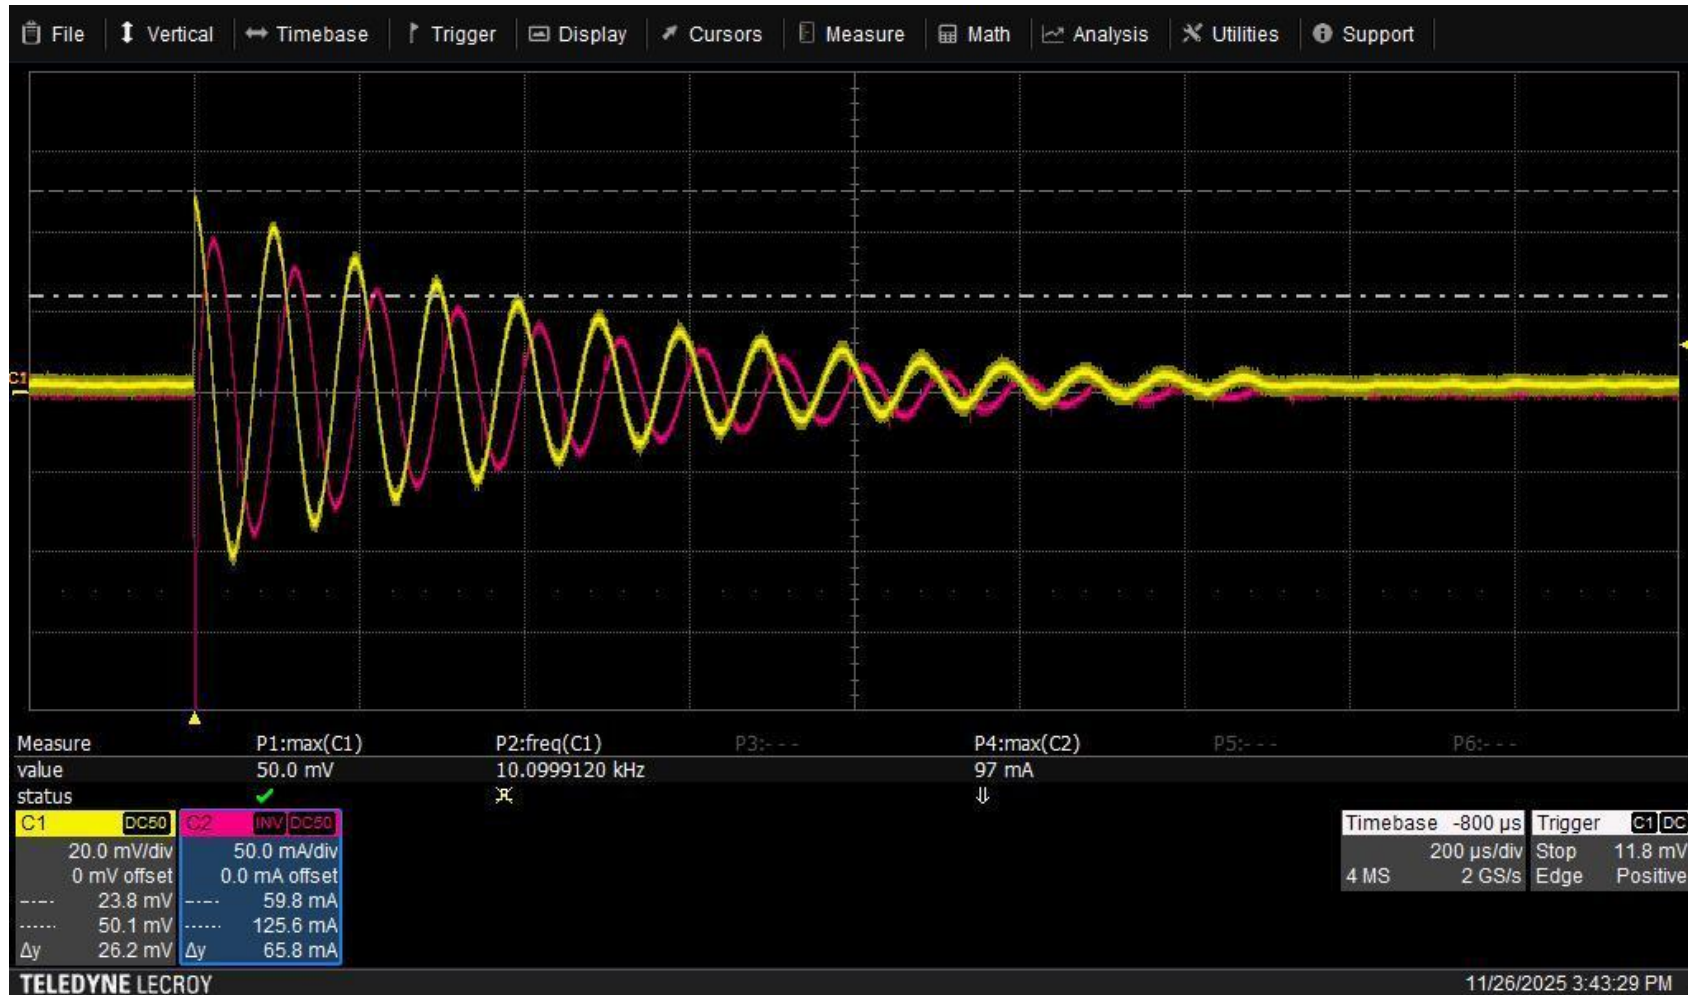 File Vertical Timebase Trigger Display Cursors Measure Math Analysis Utilities Support
C1
Measure P1:max(C1) P2:freq(C1) P3:- - - P4:max(C2) P5:- - - P6:- - -
value 50.0 mV 10.0999120 kHz 97 mA
status
C1 DC50 C2 INV DC50 Timebase -800 µs Trigger C1 DC
20.0 mV/div 50.0 mA/div 200 µs/div Stop 11.8 mV
0 mV offset 0.0 mA offset 4 MS 2 GS/s Edge Positive
23.8 mV 59.8 mA
50.1 mV 125.6 mA
Δy 26.2 mV Δy 65.8 mA
TELEDYNE LECROY 11/26/2025 3:43:29 PM